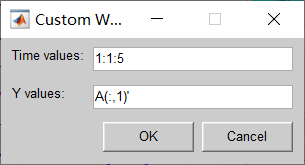 Custom W...
Time values:
1:1:5
Y values:
A(:,1)'
OK
Cancel